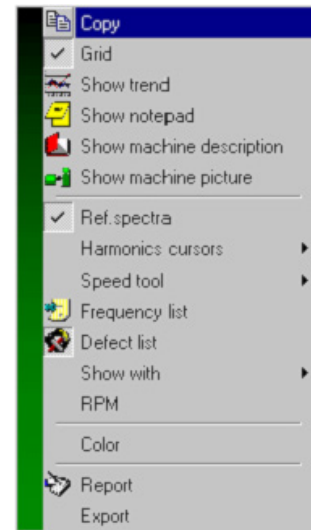 Copy
Grid
Show trend
Show notepad
Show machine description
Show machine picture
Ref.spectra
Harmonics cursors
Speed tool
Frequency list
Defect list
Show with
RPM
Color
Report
Export